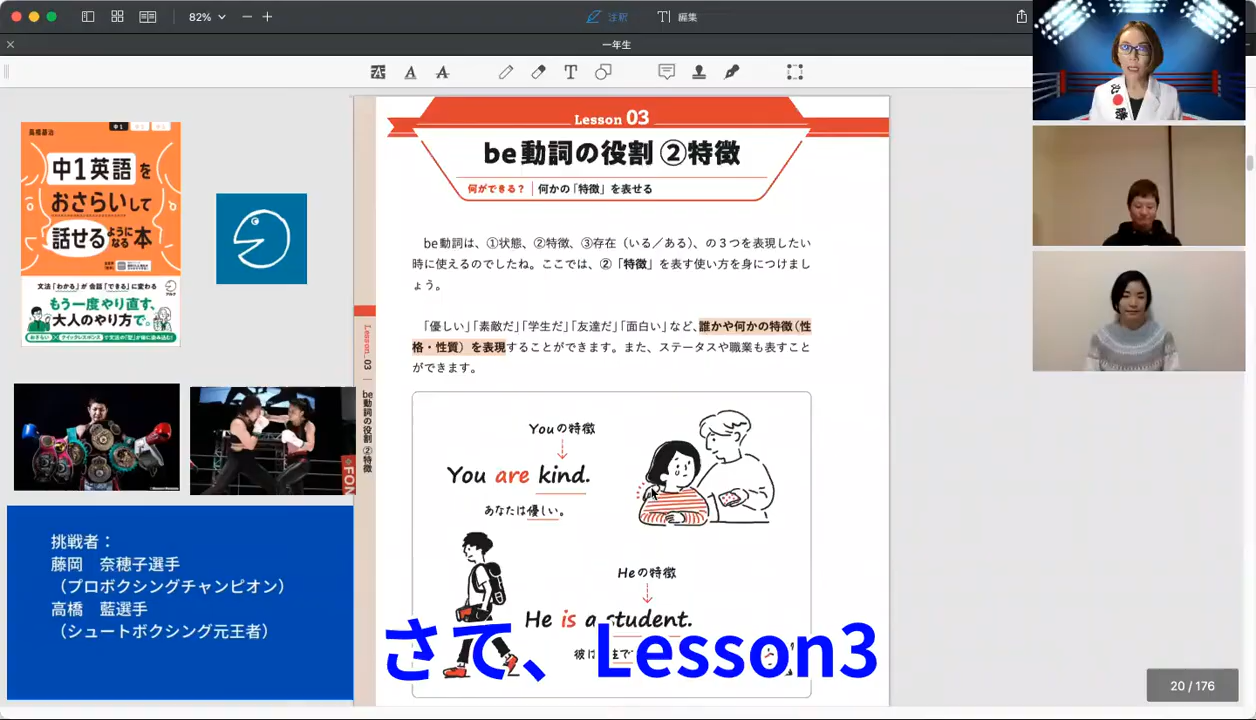 82%
注釈
編集
一年生
高橋基治
中1
中1
中1
中1英語を
おさらいして
話せるようになる本
文法「わかる」が 会話「できる」に変わる
もう一度やり直す、
大人のやり方で。
挑戦者：
藤岡　奈穂子選手
（プロボクシングチャンピオン）
高橋　藍選手
（シュートボクシング元王者）
Lesson.03
be動詞の役割 ②特徴
Lesson 03
be動詞の役割 ②特徴
何ができる？ 何かの「特徴」を表せる
be動詞は、①状態、②特徴、③存在（いる／ある）、の３つを表現したい
時に使えるのでしたね。ここでは、②「特徴」を表す使い方を身につけまし
ょう。
「優しい」「素敵だ」「学生だ」「友達だ」「面白い」など、誰かや何かの特徴（性
格・性質）を表現することができます。また、ステータスや職業も表すこと
ができます。
Youの特徴
You are kind.
あなたは優しい。
Heの特徴
He is a student.
さて、Lesson3
必勝
20 / 176